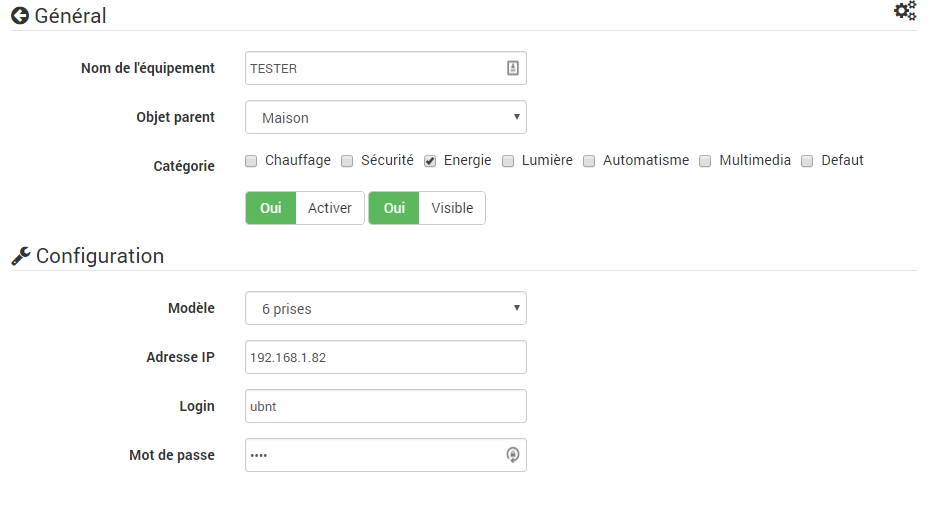 Général
Nom de l'équipement TESTER
Objet parent Maison
Catégorie Chauffage Sécurité Energie Lumière Automatisme Multimedia Defaut
Oui Activer Oui Visible
Configuration
Modèle 6 prises
Adresse IP 192.168.1.82
Login ubnt
Mot de passe ••••